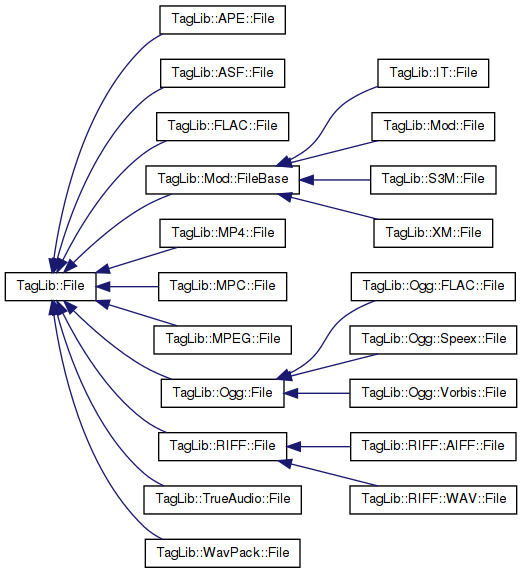 TagLib::APE::File
TagLib::ASF::File
TagLib::IT::File
TagLib::FLAC::File
TagLib::Mod::File
TagLib::Mod::FileBase
TagLib::S3M::File
TagLib::MP4::File
TagLib::XM::File
TagLib::File
TagLib::MPC::File
TagLib::Ogg::FLAC::File
TagLib::MPEG::File
TagLib::Ogg::Speex::File
TagLib::Ogg::File
TagLib::Ogg::Vorbis::File
TagLib::RIFF::File
TagLib::RIFF::AIFF::File
TagLib::TrueAudio::File
TagLib::RIFF::WAV::File
TagLib::WavPack::File